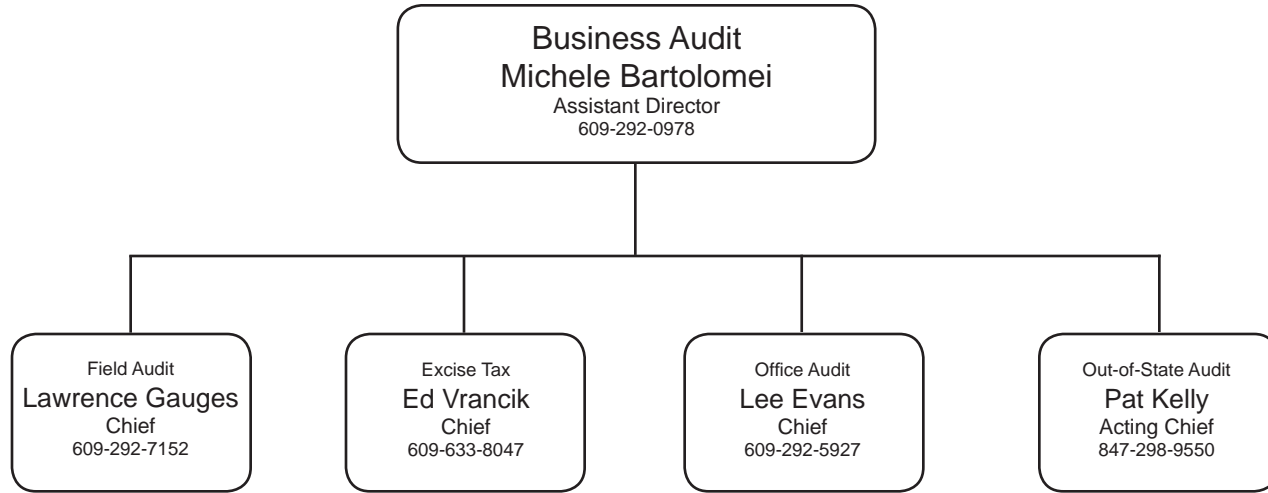 Business Audit
Michele Bartolomei
Assistant Director
609-292-0978
Field Audit
Lawrence Gauges
Chief
609-292-7152
Excise Tax
Ed Vrancik
Chief
609-633-8047
Office Audit
Lee Evans
Chief
609-292-5927
Out-of-State Audit
Pat Kelly
Acting Chief
847-298-9550